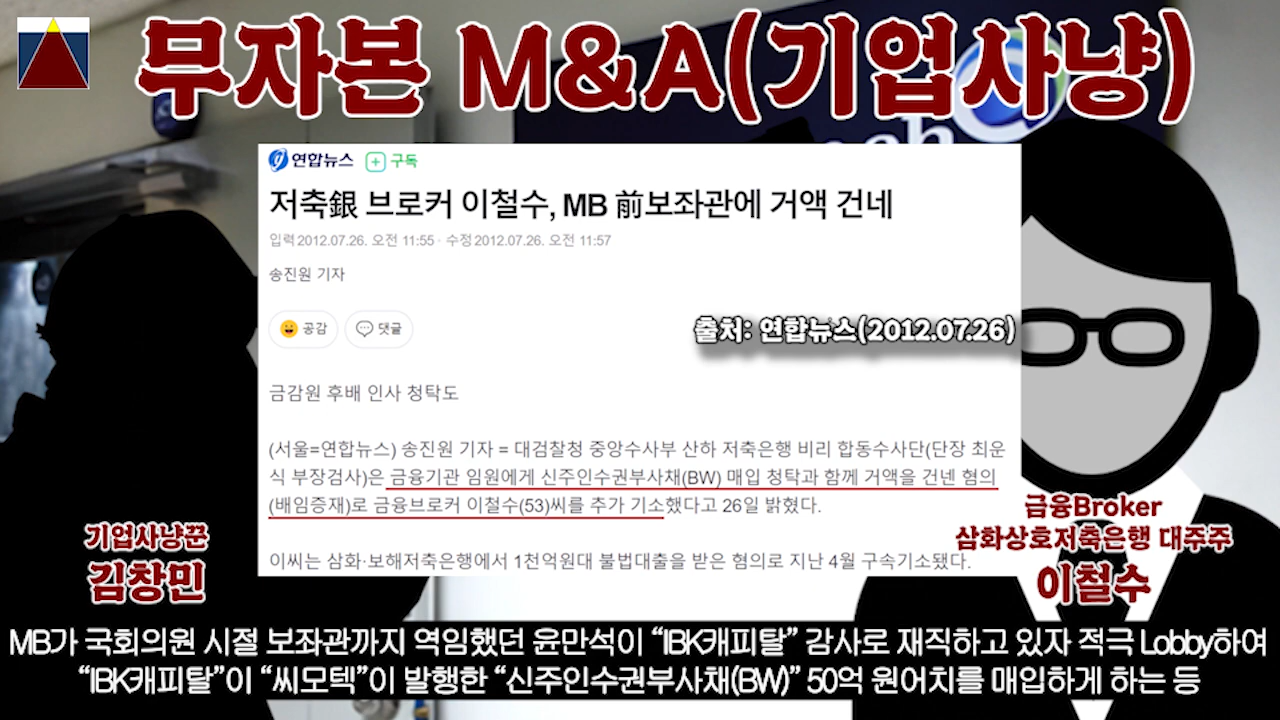 무자본 M&A(기업사냥)
연합뉴스 + 구독
저축銀 브로커 이철수, MB 前보좌관에 거액 건네
입력 2012.07.26. 오전 11:55 · 수정 2012.07.26. 오전 11:57
송진원 기자
공감 댓글
출처: 연합뉴스(2012.07.26)
금감원 후배 인사 청탁도
(서울=연합뉴스) 송진원 기자 = 대검찰청 중앙수사부 산하 저축은행 비리 합동수사단(단장 최운
식 부장검사)은 금융기관 임원에게 신주인수권부사채(BW) 매입 청탁과 함께 거액을 건넨 혐의
(배임증재)로 금융브로커 이철수(53)씨를 추가 기소했다고 26일 밝혔다.
이씨는 삼화·보해저축은행에서 1천억원대 불법대출을 받은 혐의로 지난 4월 구속기소됐다.
기업사냥꾼
김창민
금융Broker
삼화상호저축은행 대주주
이철수
MB가 국회의원 시절 보좌관까지 역임했던 윤만석이 “IBK캐피탈” 감사로 재직하고 있자 적극 Lobby하여
“IBK캐피탈”이 “씨모텍”이 발행한 “신주인수권부사채(BW)” 50억 원어치를 매입하게 하는 등